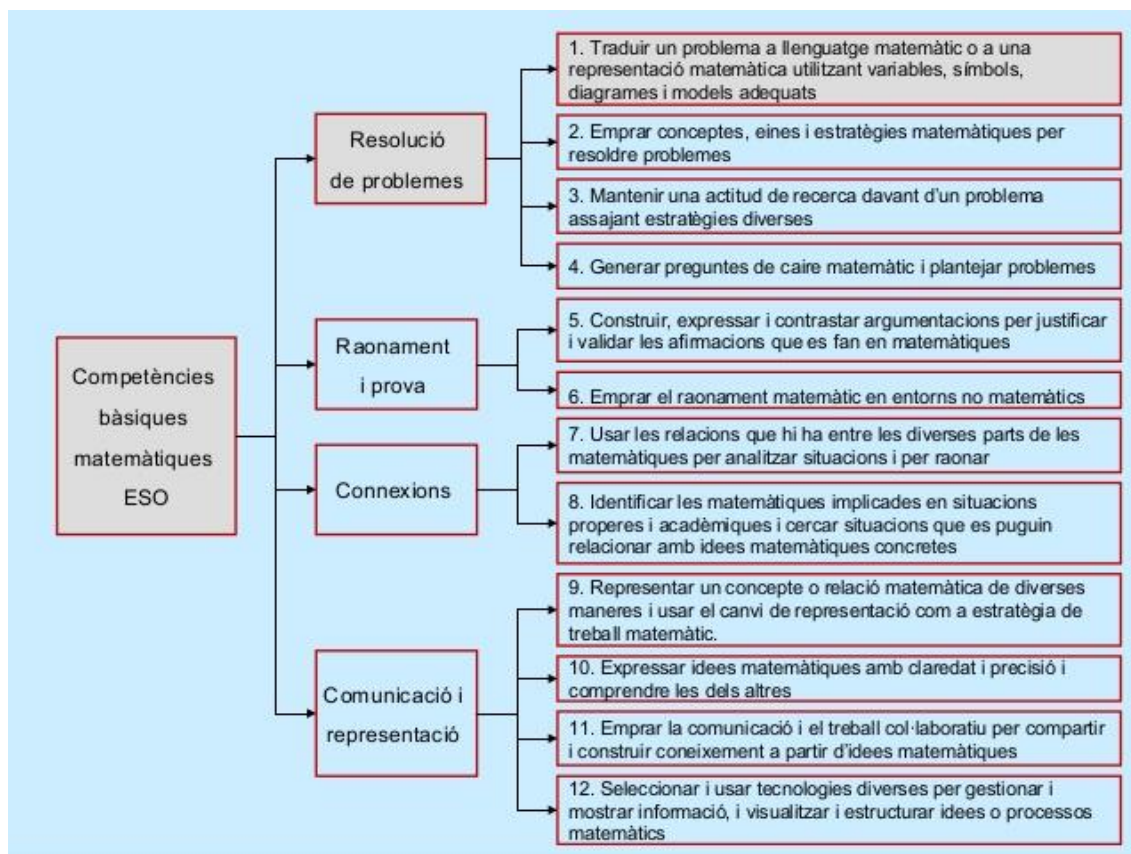 Competències
bàsiques
matemàtiques
ESO
Resolució
de problemes
1. Traduir un problema a llenguatge matemàtic o a una
representació matemàtica utilitzant variables, símbols,
diagrames i models adequats
2. Emprar conceptes, eines i estratègies matemàtiques per
resoldre problemes
3. Mantenir una actitud de recerca davant d'un problema
assajant estratègies diverses
4. Generar preguntes de caire matemàtic i plantejar problemes
Raonament
i prova
5. Construir, expressar i contrastar argumentacions per justificar
i validar les afirmacions que es fan en matemàtiques
6. Emprar el raonament matemàtic en entorns no matemàtics
Connexions
7. Usar les relacions que hi ha entre les diverses parts de les
matemàtiques per analitzar situacions i per raonar
8. Identificar les matemàtiques implicades en situacions
properes i acadèmiques i cercar situacions que es puguin
relacionar amb idees matemàtiques concretes
Comunicació i
representació
9. Representar un concepte o relació matemàtica de diverses
maneres i usar el canvi de representació com a estratègia de
treball matemàtic.
10. Expressar idees matemàtiques amb claredat i precisió i
comprendre les dels altres
11. Emprar la comunicació i el treball col·laboratiu per compartir
i construir coneixement a partir d'idees matemàtiques
12. Seleccionar i usar tecnologies diverses per gestionar i
mostrar informació, i visualitzar i estructurar idees o processos
matemàtics